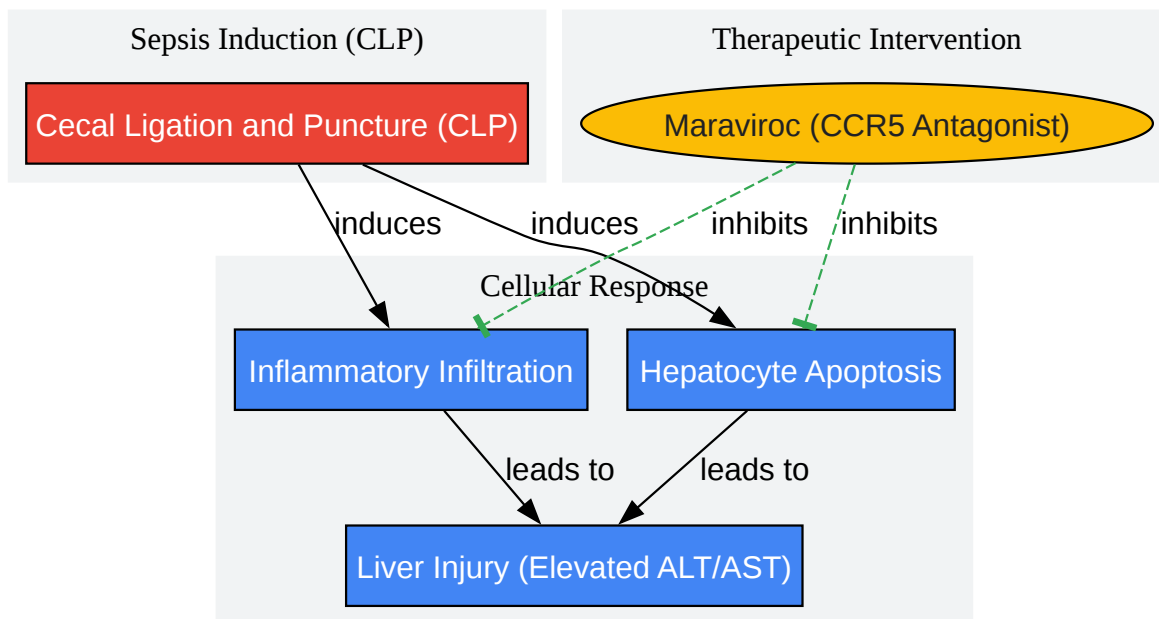 Sepsis Induction (CLP)
Therapeutic Intervention
Cecal Ligation and Puncture (CLP)
Maraviroc (CCR5 Antagonist)
induces
induces
inhibits
inhibits
Cellular Response
Inflammatory Infiltration
Hepatocyte Apoptosis
leads to
leads to
Liver Injury (Elevated ALT/AST)